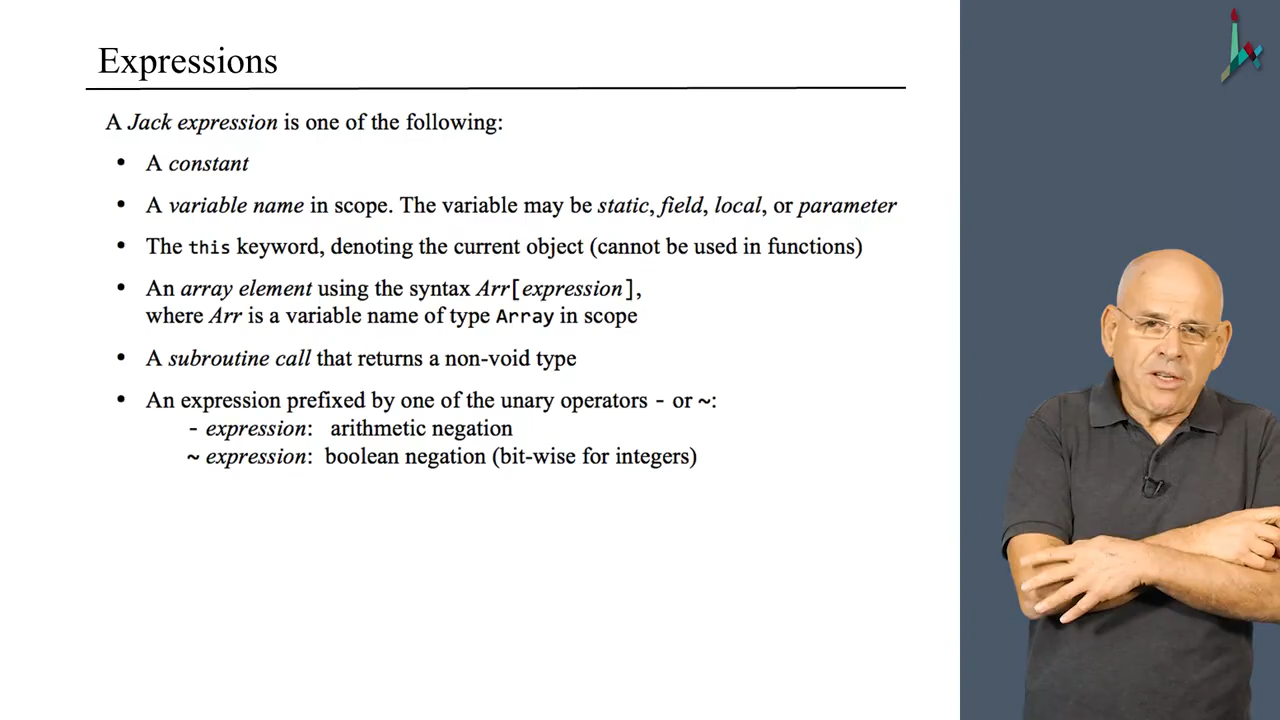 Expressions
A Jack expression is one of the following:
• A constant
• A variable name in scope. The variable may be static, field, local, or parameter
• The this keyword, denoting the current object (cannot be used in functions)
• An array element using the syntax Arr[expression],
where Arr is a variable name of type Array in scope
• A subroutine call that returns a non-void type
• An expression prefixed by one of the unary operators - or ~:
- expression: arithmetic negation
~ expression: boolean negation (bit-wise for integers)